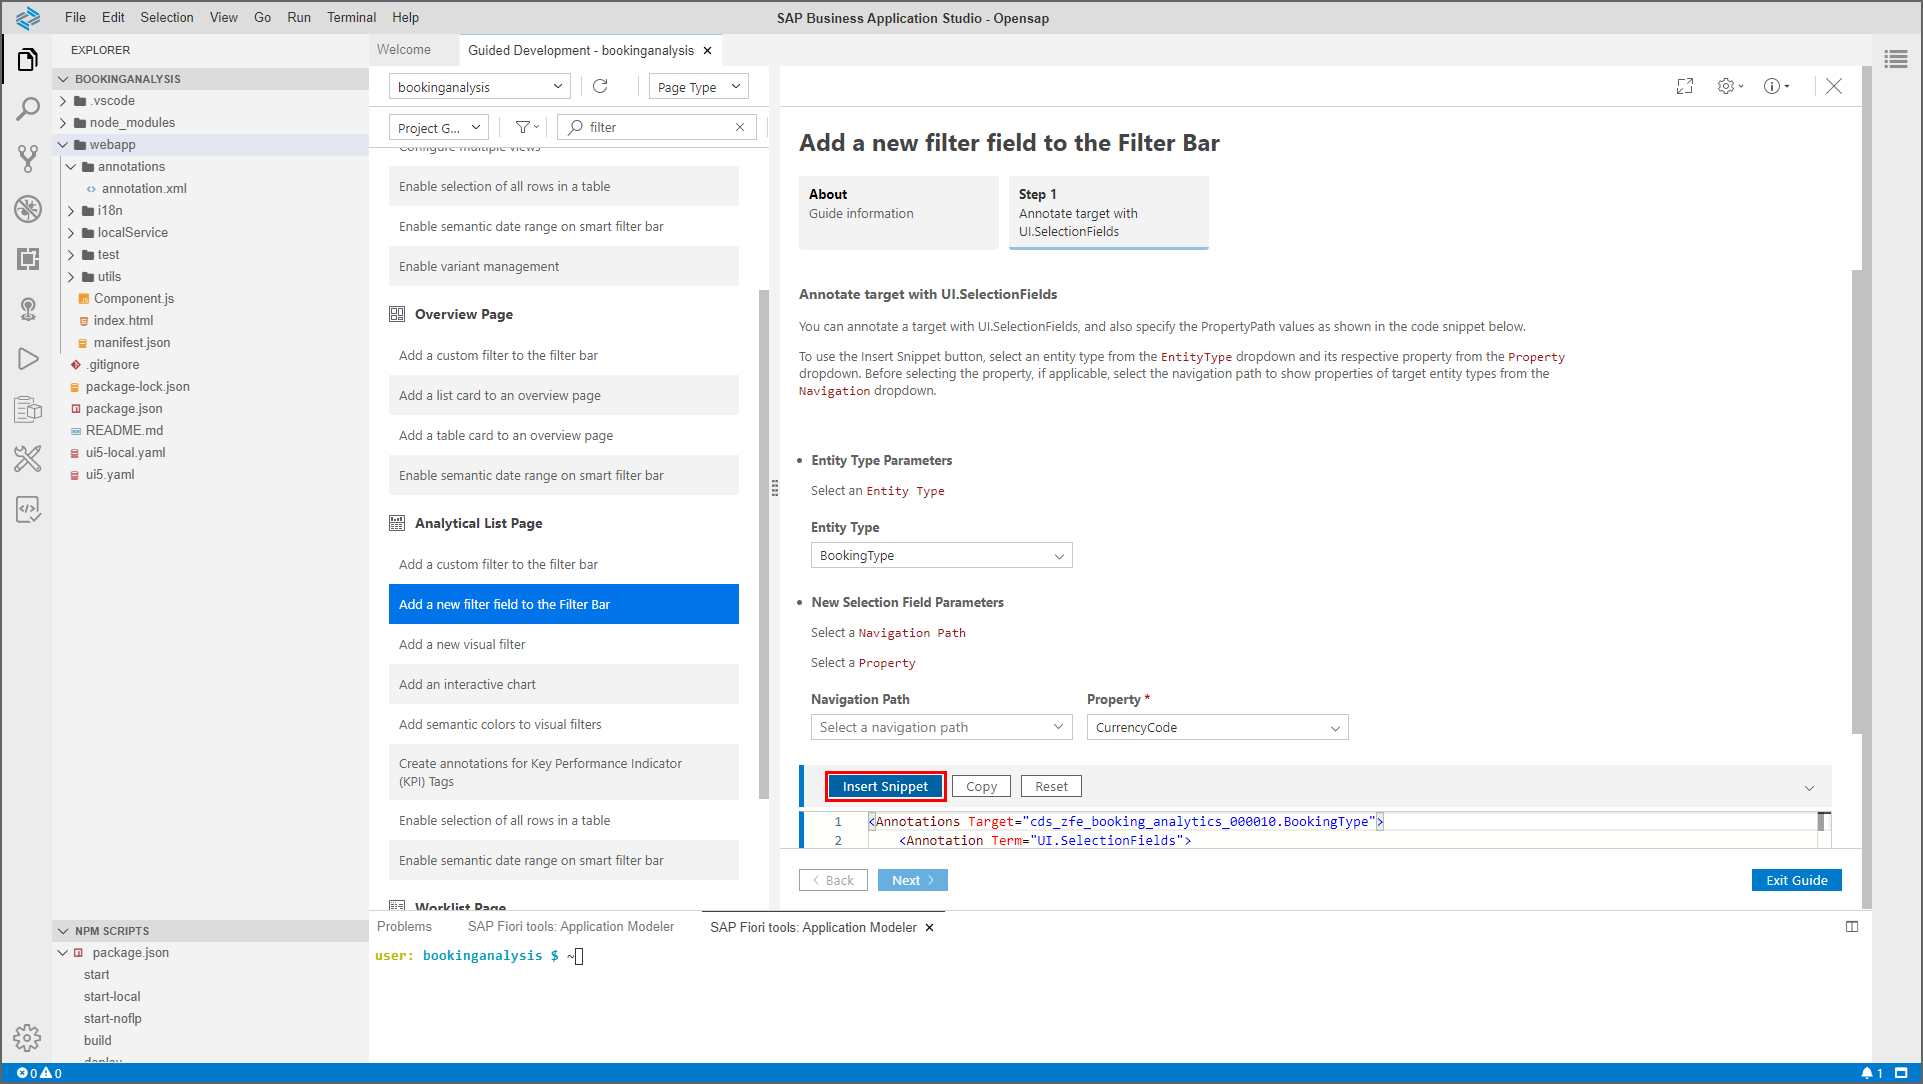 File Edit Selection View Go Run Terminal Help
SAP Business Application Studio - Opensap
EXPLORER
BOOKINGANALYSIS
.vscode
node_modules
webapp
annotations
annotation.xml
i18n
localService
test
utils
Component.js
index.html
manifest.json
.gitignore
package-lock.json
package.json
README.md
ui5-local.yaml
ui5.yaml
NPM SCRIPTS
package.json
start
start-local
start-noflp
build
deploy
Welcome
Guided Development - bookinganalysis
bookinganalysis
Page Type
Project G...
filter
Configure multiple views
Enable selection of all rows in a table
Enable semantic date range on smart filter bar
Enable variant management
Overview Page
Add a custom filter to the filter bar
Add a list card to an overview page
Add a table card to an overview page
Enable semantic date range on smart filter bar
Analytical List Page
Add a custom filter to the filter bar
Add a new filter field to the Filter Bar
Add a new visual filter
Add an interactive chart
Add semantic colors to visual filters
Create annotations for Key Performance Indicator
(KPI) Tags
Enable selection of all rows in a table
Enable semantic date range on smart filter bar
Worklist Page
Add a new filter field to the Filter Bar
About
Guide information
Step 1
Annotate target with
UI.SelectionFields
Annotate target with UI.SelectionFields
You can annotate a target with UI.SelectionFields, and also specify the PropertyPath values as shown in the code snippet below.
To use the Insert Snippet button, select an entity type from the EntityType dropdown and its respective property from the Property
dropdown. Before selecting the property, if applicable, select the navigation path to show properties of target entity types from the
Navigation dropdown.
• Entity Type Parameters
Select an Entity Type
Entity Type
BookingType
• New Selection Field Parameters
Select a Navigation Path
Select a Property
Navigation Path
Property *
Select a navigation path
CurrencyCode
Insert Snippet
Copy
Reset
1 <Annotations Target="cds_zfe_booking_analytics_000010.BookingType">
2 <Annotation Term="UI.SelectionFields">
< Back
Next >
Exit Guide
Problems
SAP Fiori tools: Application Modeler
SAP Fiori tools: Application Modeler
user: bookinganalysis $ ~
0 0
1